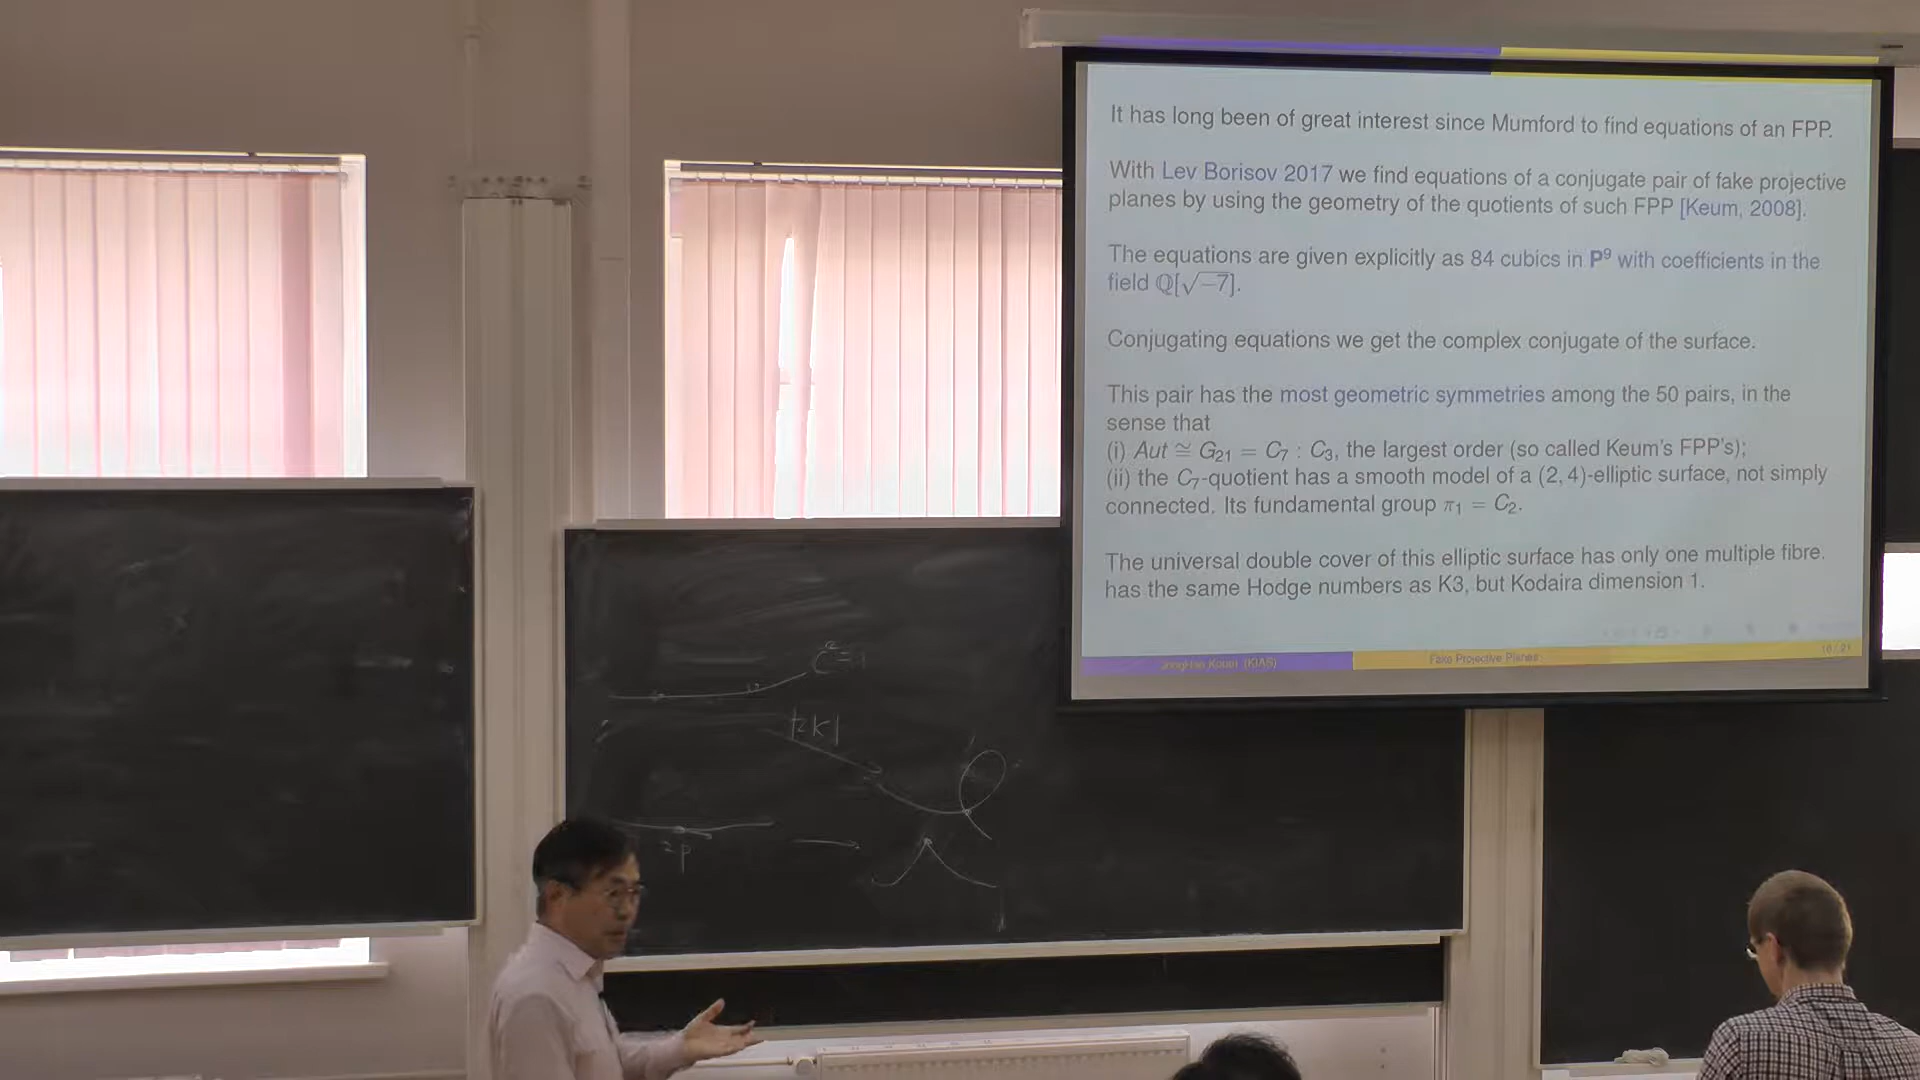 It has long been of great interest since Mumford to find equations of an FPP.
With Lev Borisov 2017 we find equations of a conjugate pair of fake projective
planes by using the geometry of the quotients of such FPP [Keum, 2008].
The equations are given explicitly as 84 cubics in P⁹ with coefficients in the
field ℚ[√−7].
Conjugating equations we get the complex conjugate of the surface.
This pair has the most geometric symmetries among the 50 pairs, in the
sense that
(i) Aut ≅ G₂₁ = C₇ : C₃, the largest order (so called Keum's FPP's);
(ii) the C₇-quotient has a smooth model of a (2, 4)-elliptic surface, not simply
connected. Its fundamental group π₁ = C₂.
The universal double cover of this elliptic surface has only one multiple fibre,
has the same Hodge numbers as K3, but Kodaira dimension 1.
(KIAS)
Fake Projective Planes
|2K|
2p